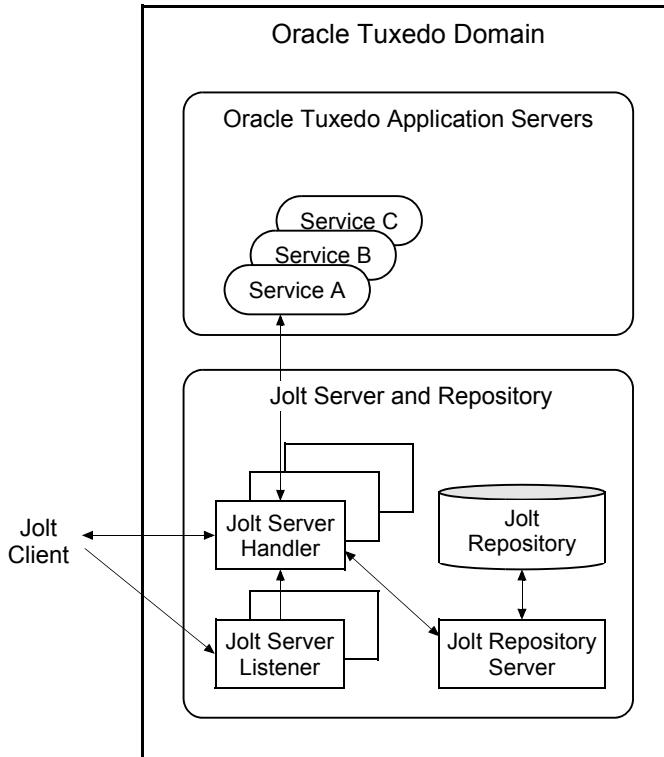 Oracle Tuxedo Domain
Oracle Tuxedo Application Servers
Service C
Service B
Service A
Jolt Server and Repository
Jolt
Client
Jolt Server
Handler
Jolt
Repository
Jolt Server
Listener
Jolt Repository
Server